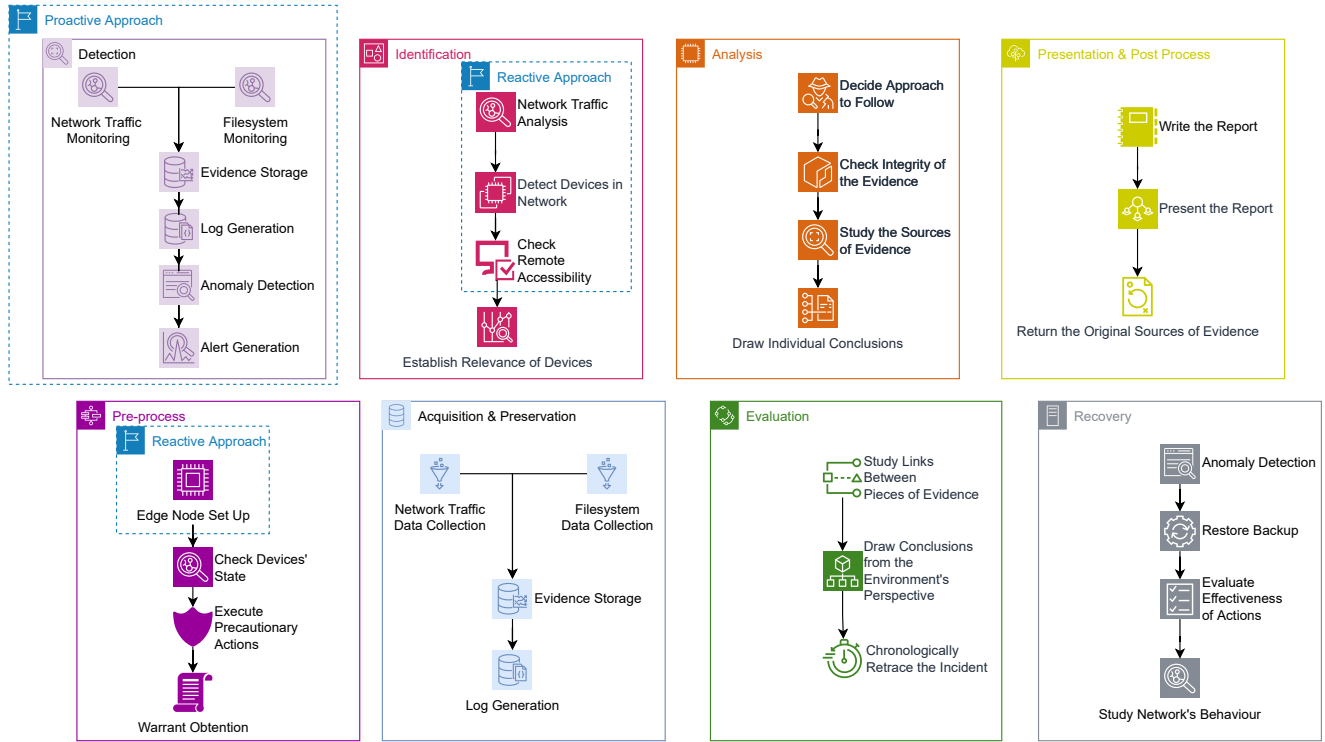 Proactive Approach
Detection
Network Traffic
Monitoring
Filesystem
Monitoring
Evidence Storage
Log Generation
Anomaly Detection
Alert Generation
Identification
Reactive Approach
Network Traffic
Analysis
Detect Devices in
Network
Check
Remote
Accessibility
Establish Relevance of Devices
Analysis
Decide Approach
to Follow
Check Integrity of
the Evidence
Study the Sources
of Evidence
Draw Individual Conclusions
Presentation & Post Process
Write the Report
Present the Report
Return the Original Sources of Evidence
Pre-process
Reactive Approach
Edge Node Set Up
Check Devices'
State
Execute
Precautionary
Actions
Warrant Obtention
Acquisition & Preservation
Network Traffic
Data Collection
Filesystem
Data Collection
Evidence Storage
Log Generation
Evaluation
Study Links
Between
Pieces of Evidence
Draw Conclusions
from the
Environment's
Perspective
Chronologically
Retrace the Incident
Recovery
Anomaly Detection
Restore Backup
Evaluate
Effectiveness
of Actions
Study Network's Behaviour